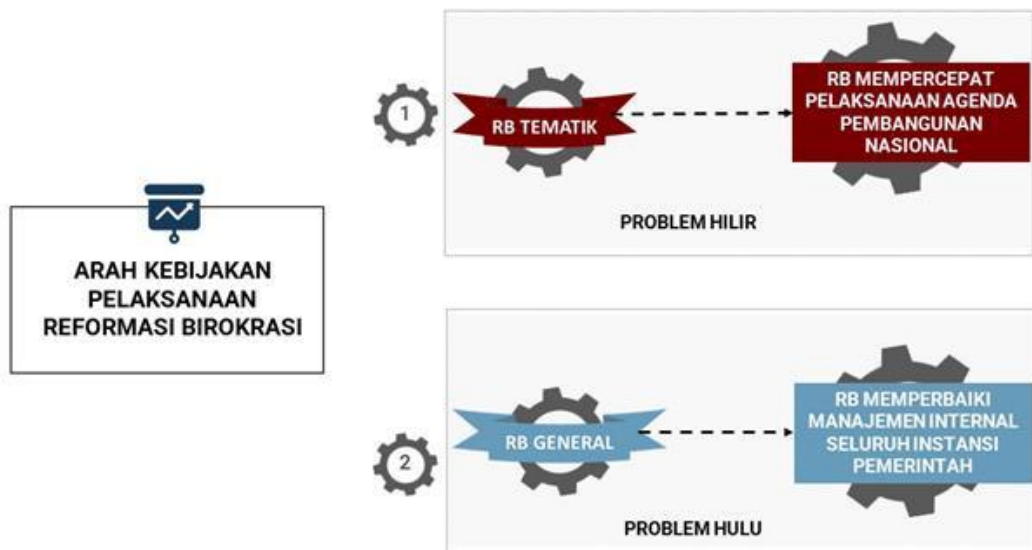 ARAH KEBIJAKAN
PELAKSANAAN
REFORMASI BIROKRASI
1
RB TEMATIK
RB MEMPERCEPAT
PELAKSANAAN AGENDA
PEMBANGUNAN
NASIONAL
PROBLEM HILIR
2
RB GENERAL
RB MEMPERBAIKI
MANAJEMEN INTERNAL
SELURUH INSTANSI
PEMERINTAH
PROBLEM HULU